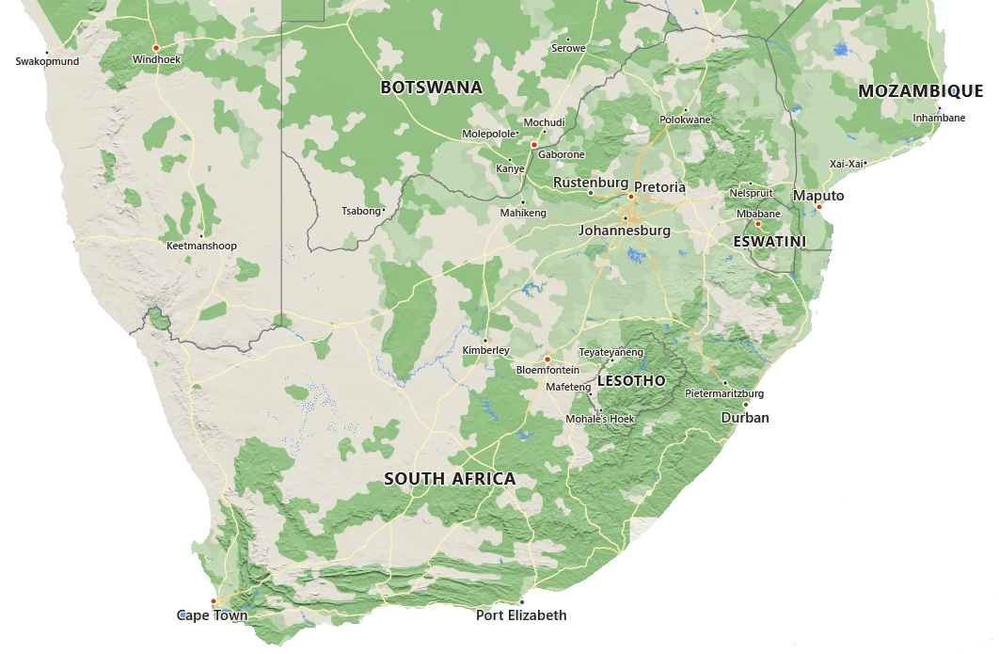 Swakopmund
Windhoek
Serowe
BOTSWANA
MOZAMBIQUE
Inhambane
Polokwane
Mochudi
Molepolole
Gaborone
Kanye
Xai-Xai
Rustenburg
Pretoria
Nelspruit
Maputo
Tsabong
Mahikeng
Mbabane
Johannesburg
ESWATINI
Keetmanshoop
Kimberley
Teyateyaneng
Bloemfontein
LESOTHO
Mafeteng
Pietermaritzburg
Mohale's Hoek
Durban
SOUTH AFRICA
Cape Town
Port Elizabeth